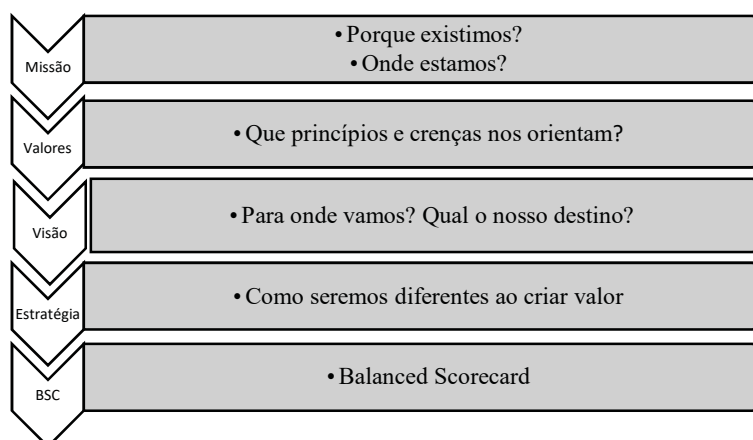 Missão
• Porque existimos?
• Onde estamos?
Valores
• Que princípios e crenças nos orientam?
Visão
• Para onde vamos? Qual o nosso destino?
Estratégia
• Como seremos diferentes ao criar valor
BSC
• Balanced Scorecard